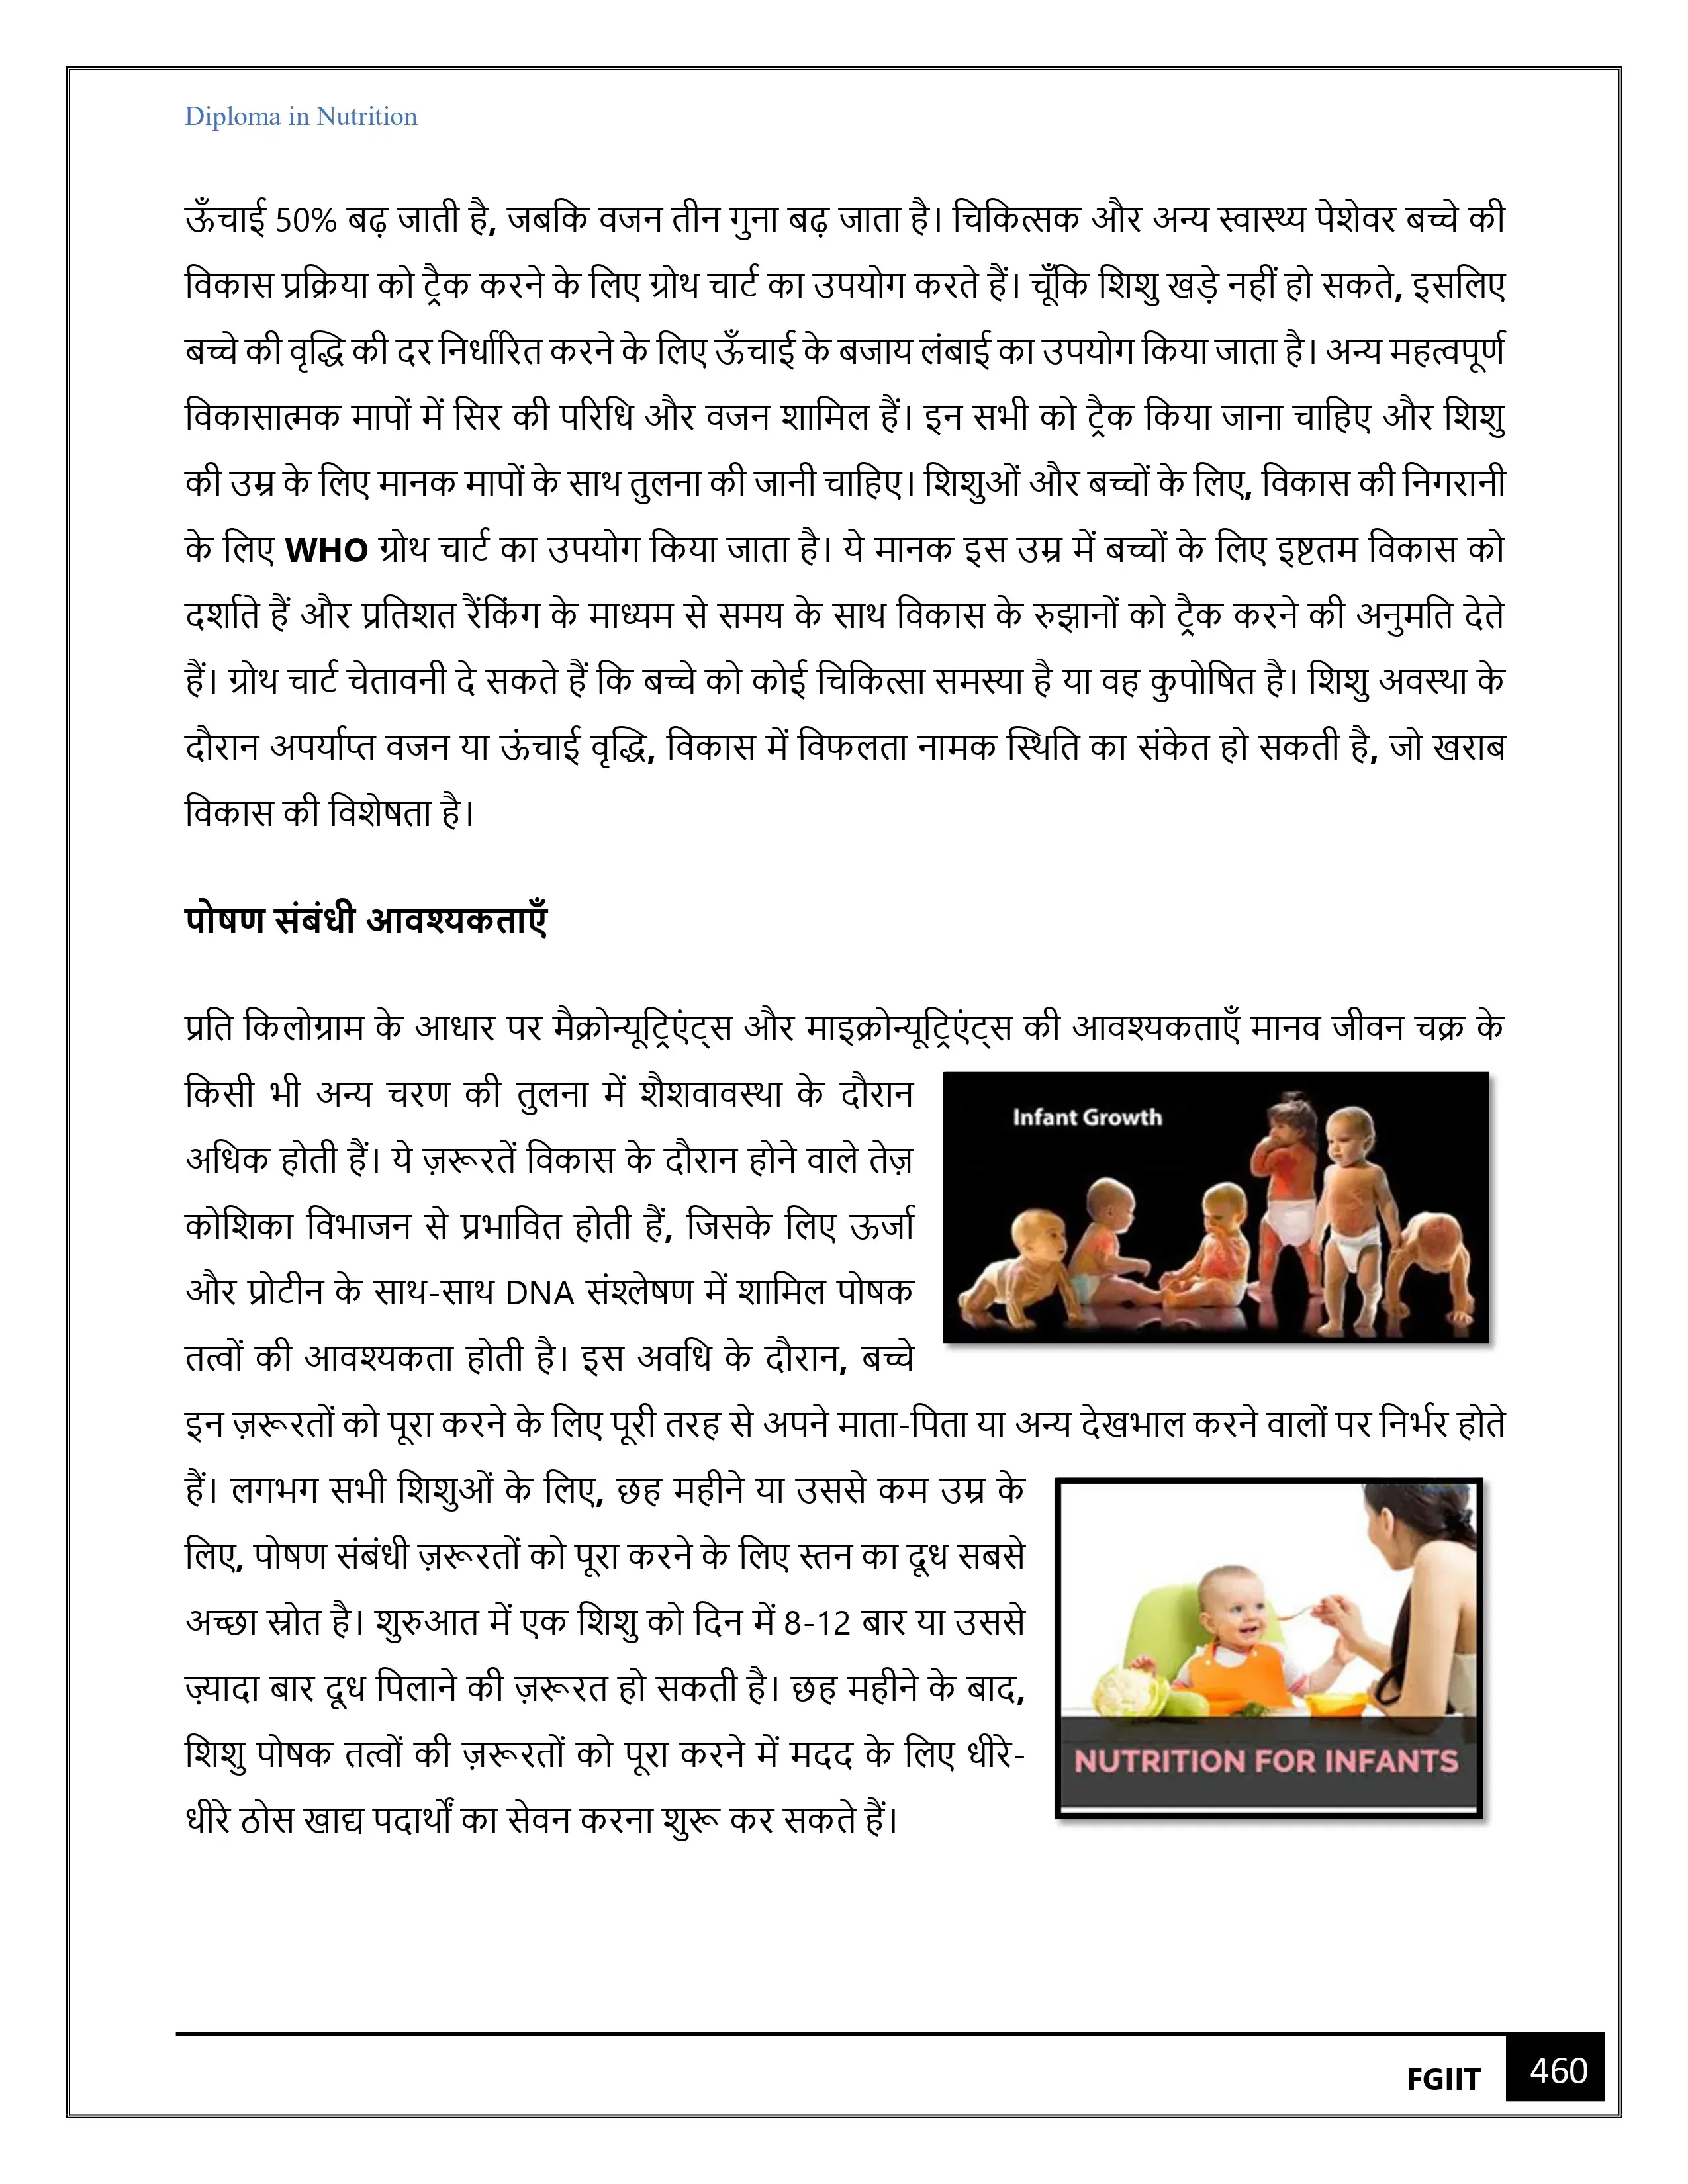 Diploma in Nutrition
ऊँचाई 50% बढ़ जाती है, जबकि वजन तीन गुना बढ़ जाता है। चिकित्सक और अन्य स्वास्थ्य पेशेवर बच्चे की
विकास प्रक्रिया को ट्रैक करने के लिए ग्रोथ चार्ट का उपयोग करते हैं। चूँकि शिशु खड़े नहीं हो सकते, इसलिए
बच्चे की वृद्धि की दर निर्धारित करने के लिए ऊँचाई के बजाय लंबाई का उपयोग किया जाता है। अन्य महत्वपूर्ण
विकासात्मक मापों में सिर की परिधि और वजन शामिल हैं। इन सभी को ट्रैक किया जाना चाहिए और शिशु
की उम्र के लिए मानक मापों के साथ तुलना की जानी चाहिए। शिशुओं और बच्चों के लिए, विकास की निगरानी
के लिए WHO ग्रोथ चार्ट का उपयोग किया जाता है। ये मानक इस उम्र में बच्चों के लिए इष्टतम विकास को
दर्शाते हैं और प्रतिशत रैंकिंग के माध्यम से समय के साथ विकास के रुझानों को ट्रैक करने की अनुमति देते
हैं। ग्रोथ चार्ट चेतावनी दे सकते हैं कि बच्चे को कोई चिकित्सा समस्या है या वह कुपोषित है। शिशु अवस्था के
दौरान अपर्याप्त वजन या ऊंचाई वृद्धि, विकास में विफलता नामक स्थिति का संकेत हो सकती है, जो खराब
विकास की विशेषता है।
पोषण संबंधी आवश्यकताएँ
प्रति किलोग्राम के आधार पर मैक्रोन्यूट्रिएंट्स और माइक्रोन्यूट्रिएंट्स की आवश्यकताएँ मानव जीवन चक्र के
किसी भी अन्य चरण की तुलना में शैशवावस्था के दौरान
अधिक होती हैं। ये ज़रूरतें विकास के दौरान होने वाले तेज़
कोशिका विभाजन से प्रभावित होती हैं, जिसके लिए ऊर्जा
और प्रोटीन के साथ-साथ DNA संश्लेषण में शामिल पोषक
तत्वों की आवश्यकता होती है। इस अवधि के दौरान, बच्चे
Infant Growth
इन ज़रूरतों को पूरा करने के लिए पूरी तरह से अपने माता-पिता या अन्य देखभाल करने वालों पर निर्भर होते
हैं। लगभग सभी शिशुओं के लिए, छह महीने या उससे कम उम्र के
लिए, पोषण संबंधी ज़रूरतों को पूरा करने के लिए स्तन का दूध सबसे
अच्छा स्रोत है। शुरुआत में एक शिशु को दिन में 8-12 बार या उससे
ज़्यादा बार दूध पिलाने की ज़रूरत हो सकती है। छह महीने के बाद,
शिशु पोषक तत्वों की ज़रूरतों को पूरा करने में मदद के लिए धीरे-
धीरे ठोस खाद्य पदार्थों का सेवन करना शुरू कर सकते हैं।
NUTRITION FOR INFANTS
FGIIT
460